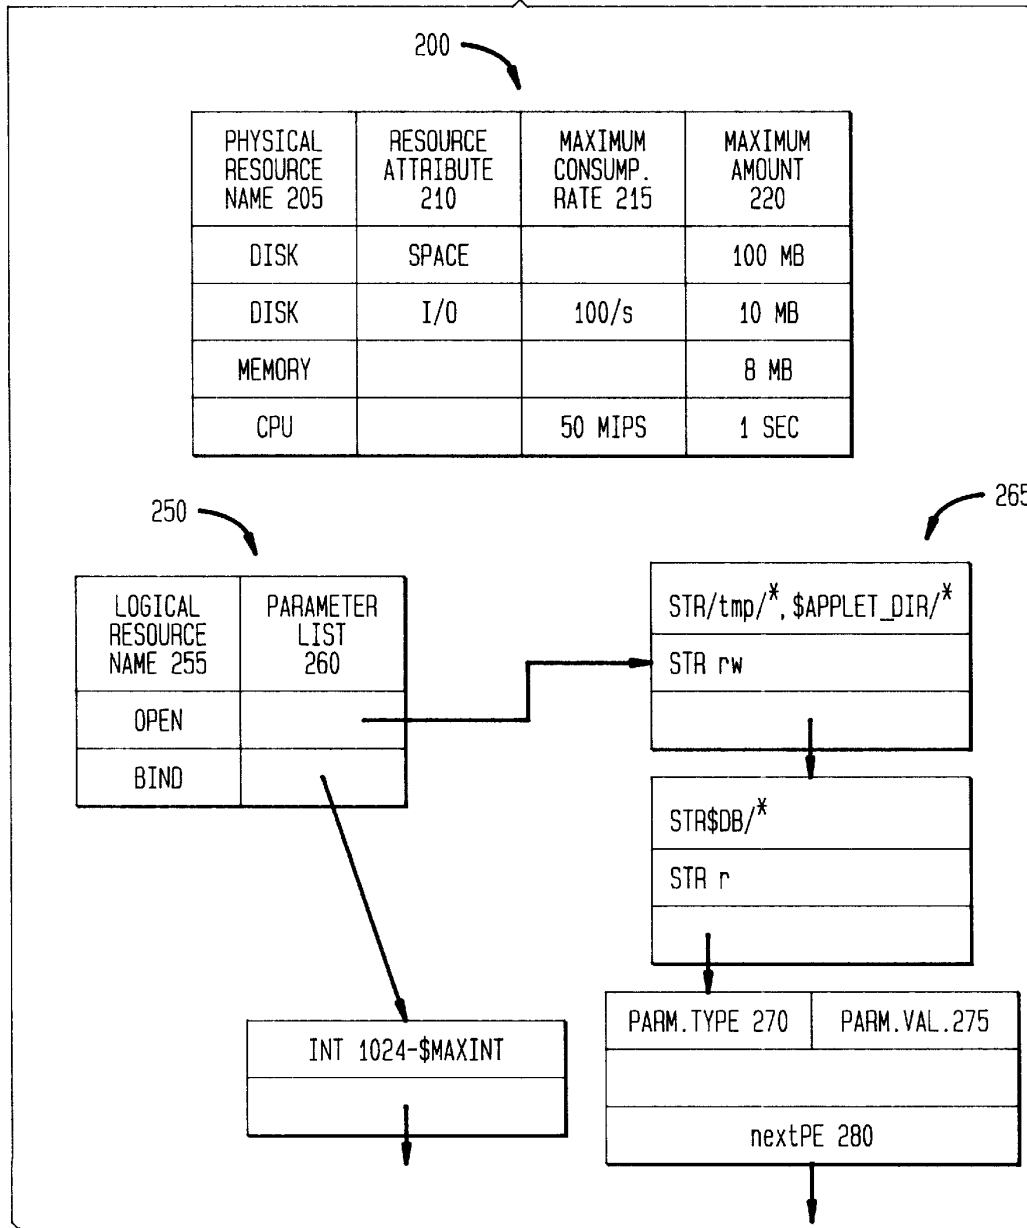 200
PHYSICAL RESOURCE NAME 205 RESOURCE ATTRIBUTE 210 MAXIMUM CONSUMP. RATE 215 MAXIMUM AMOUNT 220
DISK SPACE 100 MB
DISK I/O 100/s 10 MB
MEMORY 8 MB
CPU 50 MIPS 1 SEC
250
LOGICAL RESOURCE NAME 255 PARAMETER LIST 260
OPEN
BIND
265
STR/tmp/*, $APPLET_DIR/*
STR rw
STR$DB/*
STR r
PARM.TYPE 270 PARM.VAL.275
nextPE 280
INT 1024-$MAXINT